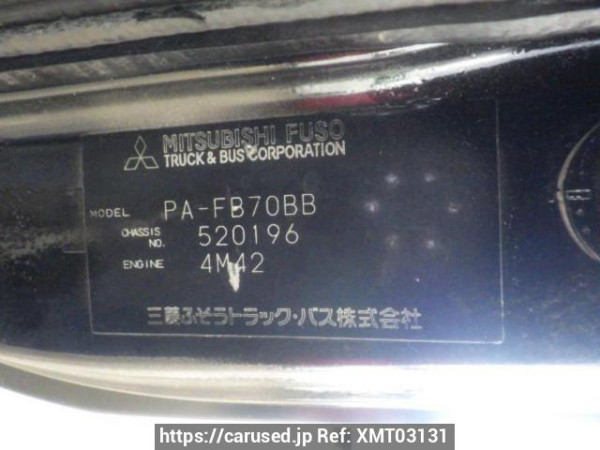 MITSUBISHI FUSO
TRUCK & BUS CORPORATION
MODEL PA-FB70BB
CHASSIS NO. 520196
ENGINE 4M42
三菱ふそうトラック・バス株式会社
https://carused.jp Ref: XMT03131